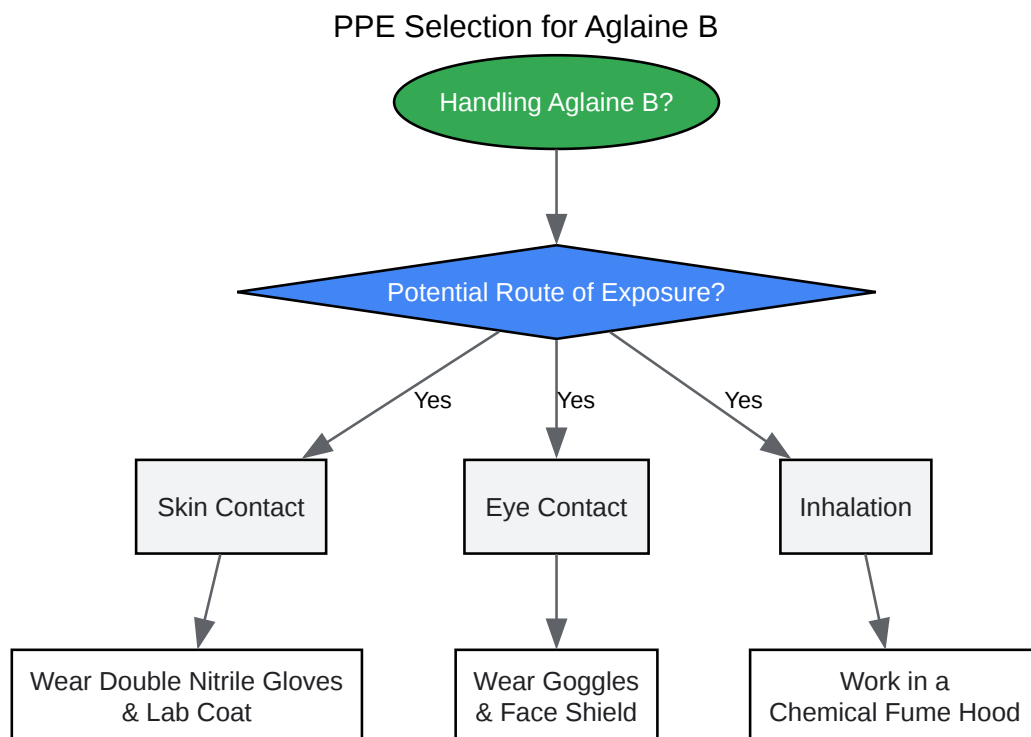 PPE Selection for Aglaine B
Handling Aglaine B?
Potential Route of Exposure?
Yes
Yes
Yes
Skin Contact
Eye Contact
Inhalation
Wear Double Nitrile Gloves
& Lab Coat
Wear Goggles
& Face Shield
Work in a
Chemical Fume Hood